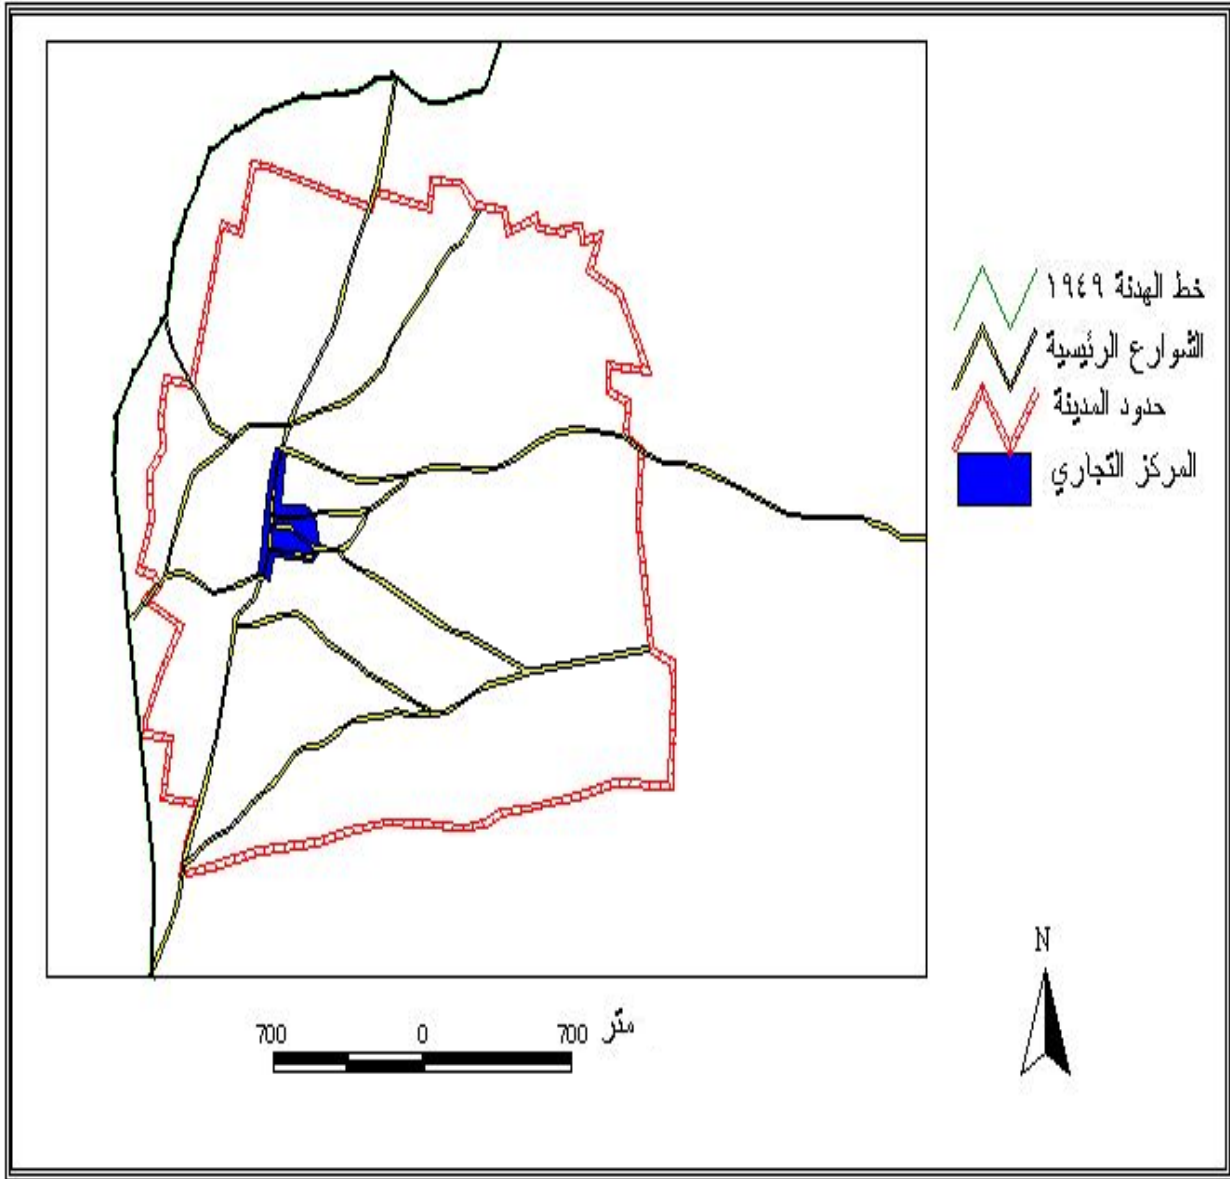 خط الهدنة ١٩٤٩
الشوارع الرئيسية
حدود المدينة
المركز التجاري
N
700 0 700 متر